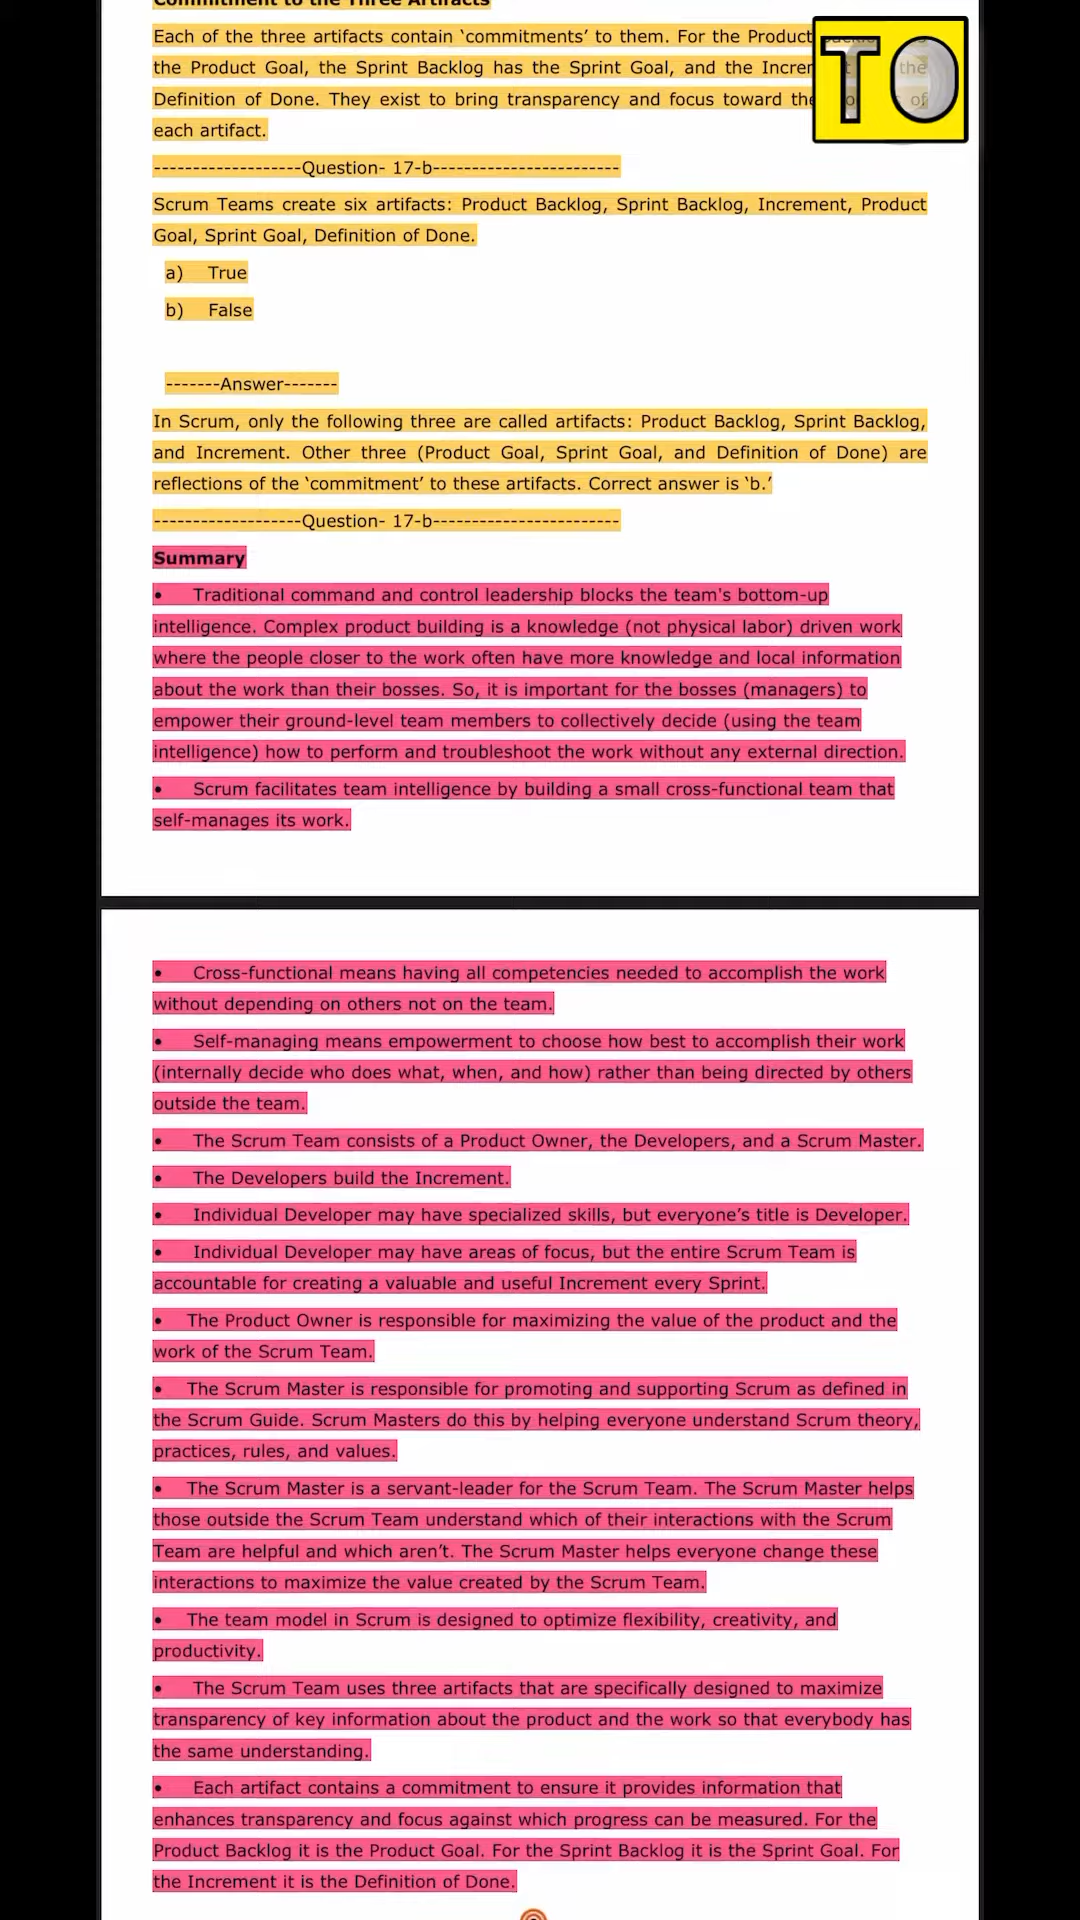 Commitment to the Three Artifacts
Each of the three artifacts contain ‘commitments’ to them. For the Product
TO
the Product Goal, the Sprint Backlog has the Sprint Goal, and the Increment the
Definition of Done. They exist to bring transparency and focus toward the of
each artifact.
-------------------Question- 17-b------------------------
Scrum Teams create six artifacts: Product Backlog, Sprint Backlog, Increment, Product
Goal, Sprint Goal, Definition of Done.
a) True
b) False
-------Answer-------
In Scrum, only the following three are called artifacts: Product Backlog, Sprint Backlog,
and Increment. Other three (Product Goal, Sprint Goal, and Definition of Done) are
reflections of the ‘commitment’ to these artifacts. Correct answer is ‘b.’
-------------------Question- 17-b------------------------
Summary
• Traditional command and control leadership blocks the team's bottom-up
intelligence. Complex product building is a knowledge (not physical labor) driven work
where the people closer to the work often have more knowledge and local information
about the work than their bosses. So, it is important for the bosses (managers) to
empower their ground-level team members to collectively decide (using the team
intelligence) how to perform and troubleshoot the work without any external direction.
• Scrum facilitates team intelligence by building a small cross-functional team that
self-manages its work.
• Cross-functional means having all competencies needed to accomplish the work
without depending on others not on the team.
• Self-managing means empowerment to choose how best to accomplish their work
(internally decide who does what, when, and how) rather than being directed by others
outside the team.
• The Scrum Team consists of a Product Owner, the Developers, and a Scrum Master.
• The Developers build the Increment.
• Individual Developer may have specialized skills, but everyone’s title is Developer.
• Individual Developer may have areas of focus, but the entire Scrum Team is
accountable for creating a valuable and useful Increment every Sprint.
• The Product Owner is responsible for maximizing the value of the product and the
work of the Scrum Team.
• The Scrum Master is responsible for promoting and supporting Scrum as defined in
the Scrum Guide. Scrum Masters do this by helping everyone understand Scrum theory,
practices, rules, and values.
• The Scrum Master is a servant-leader for the Scrum Team. The Scrum Master helps
those outside the Scrum Team understand which of their interactions with the Scrum
Team are helpful and which aren’t. The Scrum Master helps everyone change these
interactions to maximize the value created by the Scrum Team.
• The team model in Scrum is designed to optimize flexibility, creativity, and
productivity.
• The Scrum Team uses three artifacts that are specifically designed to maximize
transparency of key information about the product and the work so that everybody has
the same understanding.
• Each artifact contains a commitment to ensure it provides information that
enhances transparency and focus against which progress can be measured. For the
Product Backlog it is the Product Goal. For the Sprint Backlog it is the Sprint Goal. For
the Increment it is the Definition of Done.